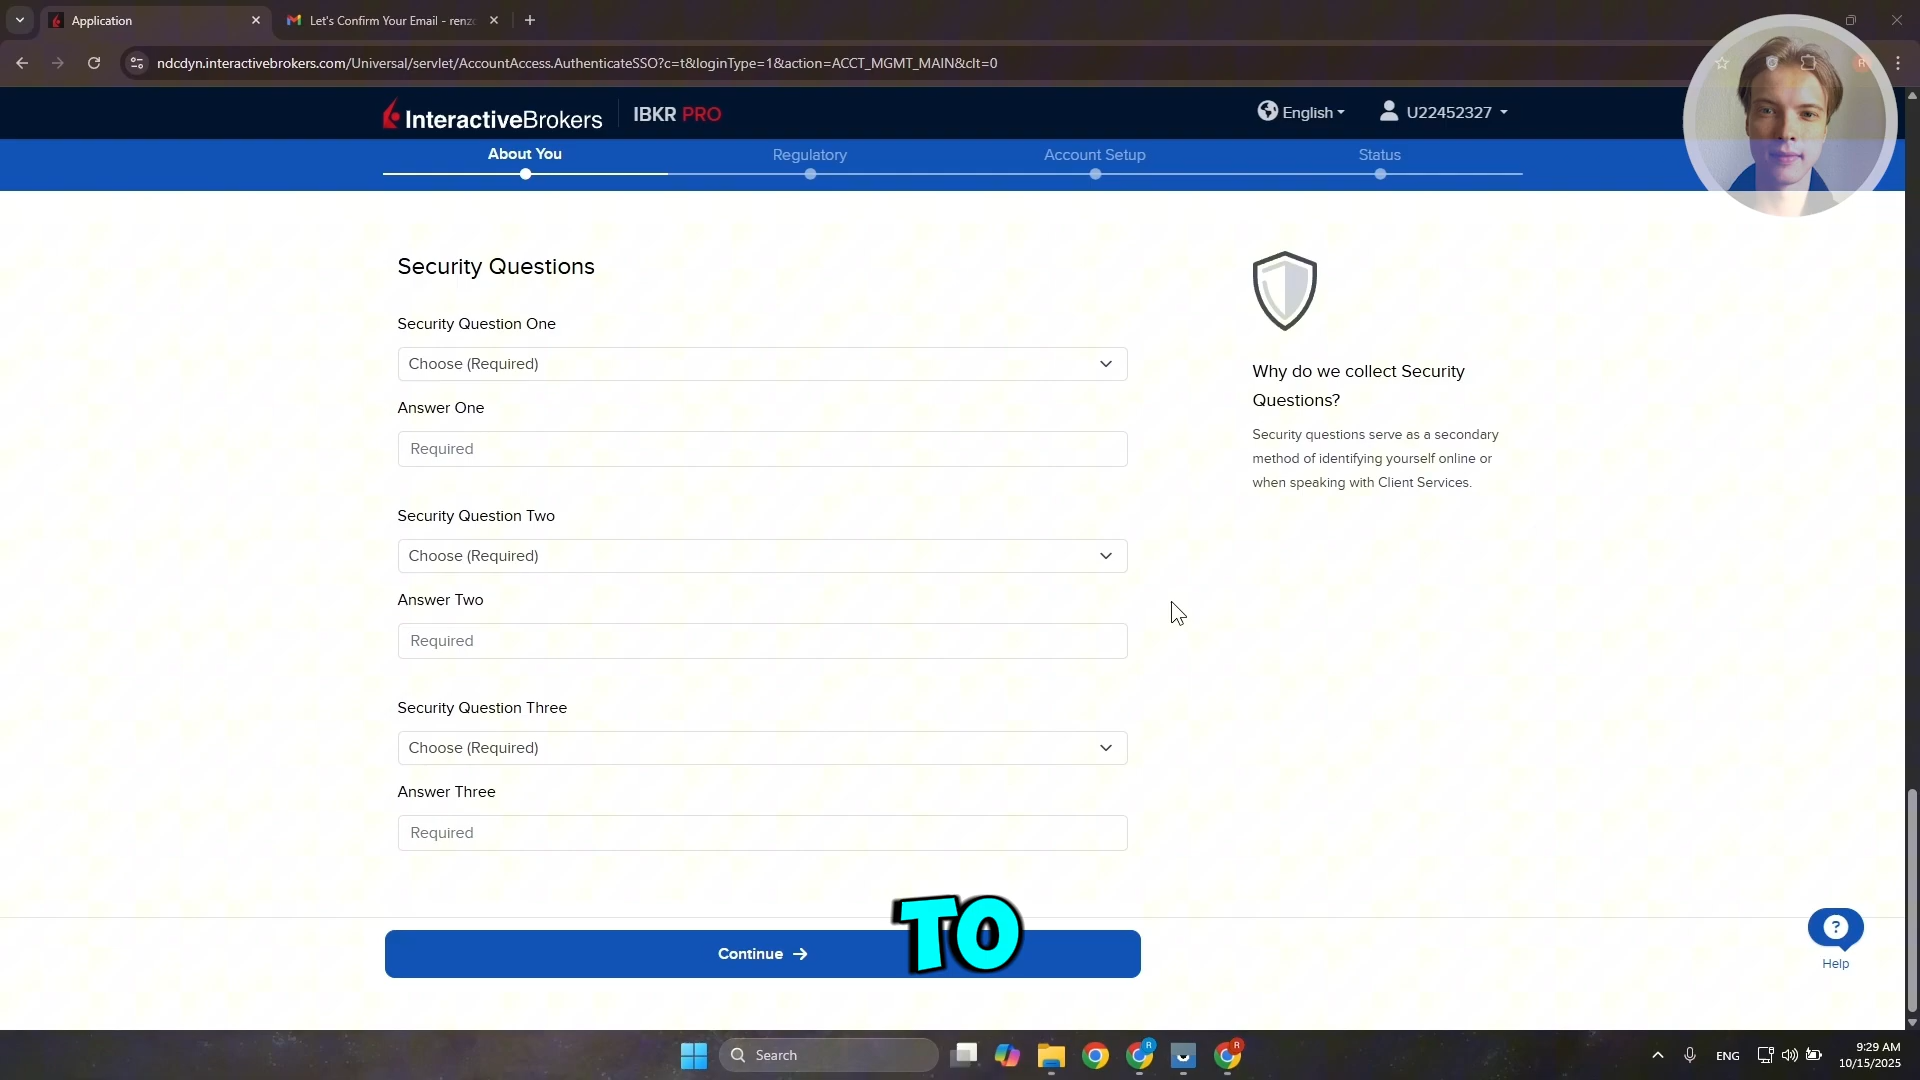 Application
Let's Confirm Your Email - renz
ndcdyn.interactivebrokers.com/Universal/servlet/AccountAccess.AuthenticateSSO?c=t&loginType=1&action=ACCT_MGMT_MAIN&clt=0
R
InteractiveBrokers
IBKR PRO
English
U22452327
About You
Regulatory
Account Setup
Status
Security Questions
Security Question One
Choose (Required)
Answer One
Required
Security Question Two
Choose (Required)
Answer Two
Required
Security Question Three
Choose (Required)
Answer Three
Required
Why do we collect Security
Questions?
Security questions serve as a secondary
method of identifying yourself online or
when speaking with Client Services.
Continue
TO
?
Help
Search
R
R
ENG
9:29 AM
10/15/2025